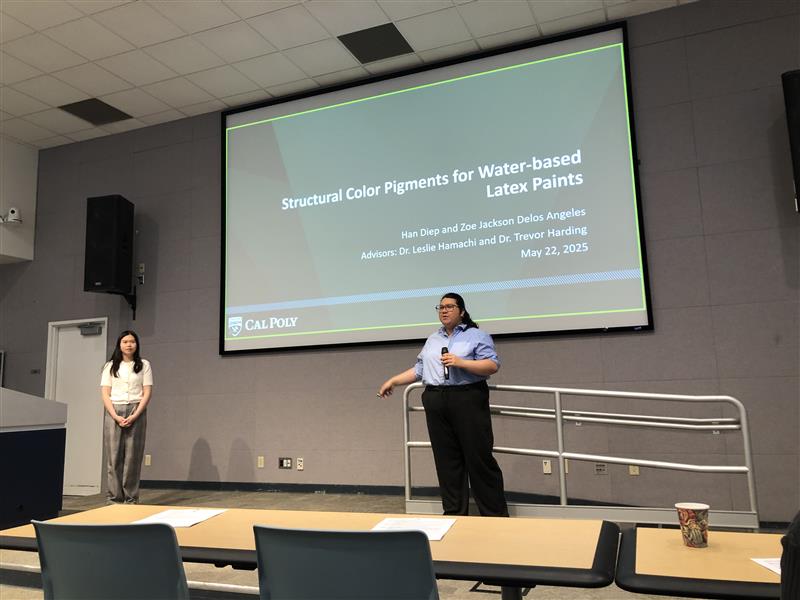 Structural Color Pigments for Water-based
Latex Paints
Han Diep and Zoe Jackson Delos Angeles
Advisors: Dr. Leslie Hamachi and Dr. Trevor Harding
May 22, 2025
CAL POLY